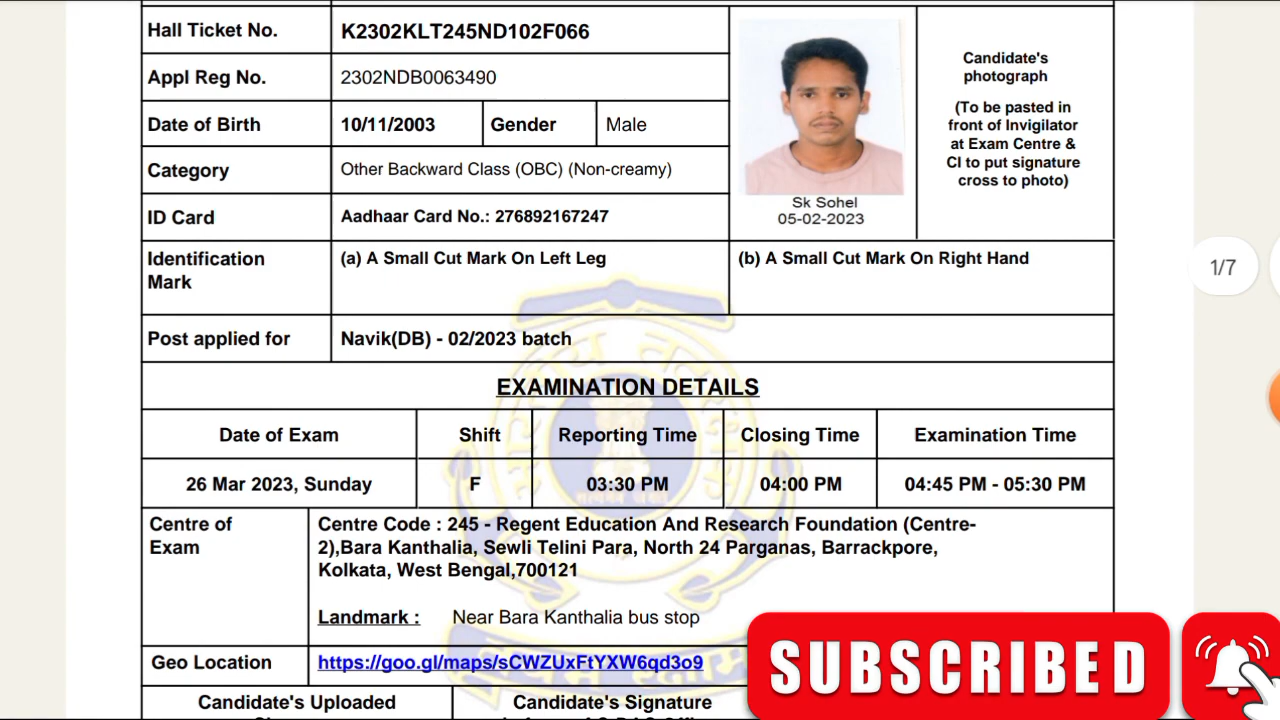 Hall Ticket No. K2302KLT245ND102F066
Appl Reg No. 2302NDB0063490
Date of Birth 10/11/2003 Gender Male
Category Other Backward Class (OBC) (Non-creamy)
ID Card Aadhaar Card No.: 276892167247
Sk Sohel
05-02-2023
Candidate's
photograph
(To be pasted in
front of Invigilator
at Exam Centre &
CI to put signature
cross to photo)
Identification
Mark
(a) A Small Cut Mark On Left Leg
(b) A Small Cut Mark On Right Hand
1/7
Post applied for Navik(DB) - 02/2023 batch
EXAMINATION DETAILS
Date of Exam Shift Reporting Time Closing Time Examination Time
26 Mar 2023, Sunday F 03:30 PM 04:00 PM 04:45 PM - 05:30 PM
Centre of
Exam
Centre Code : 245 - Regent Education And Research Foundation (Centre-
2),Bara Kanthalia, Sewli Telini Para, North 24 Parganas, Barrackpore,
Kolkata, West Bengal,700121
Landmark : Near Bara Kanthalia bus stop
Geo Location https://goo.gl/maps/sCWZUxFtYXW6qd3o9
Candidate's Uploaded
Candidate's Signature
SUBSCRIBED